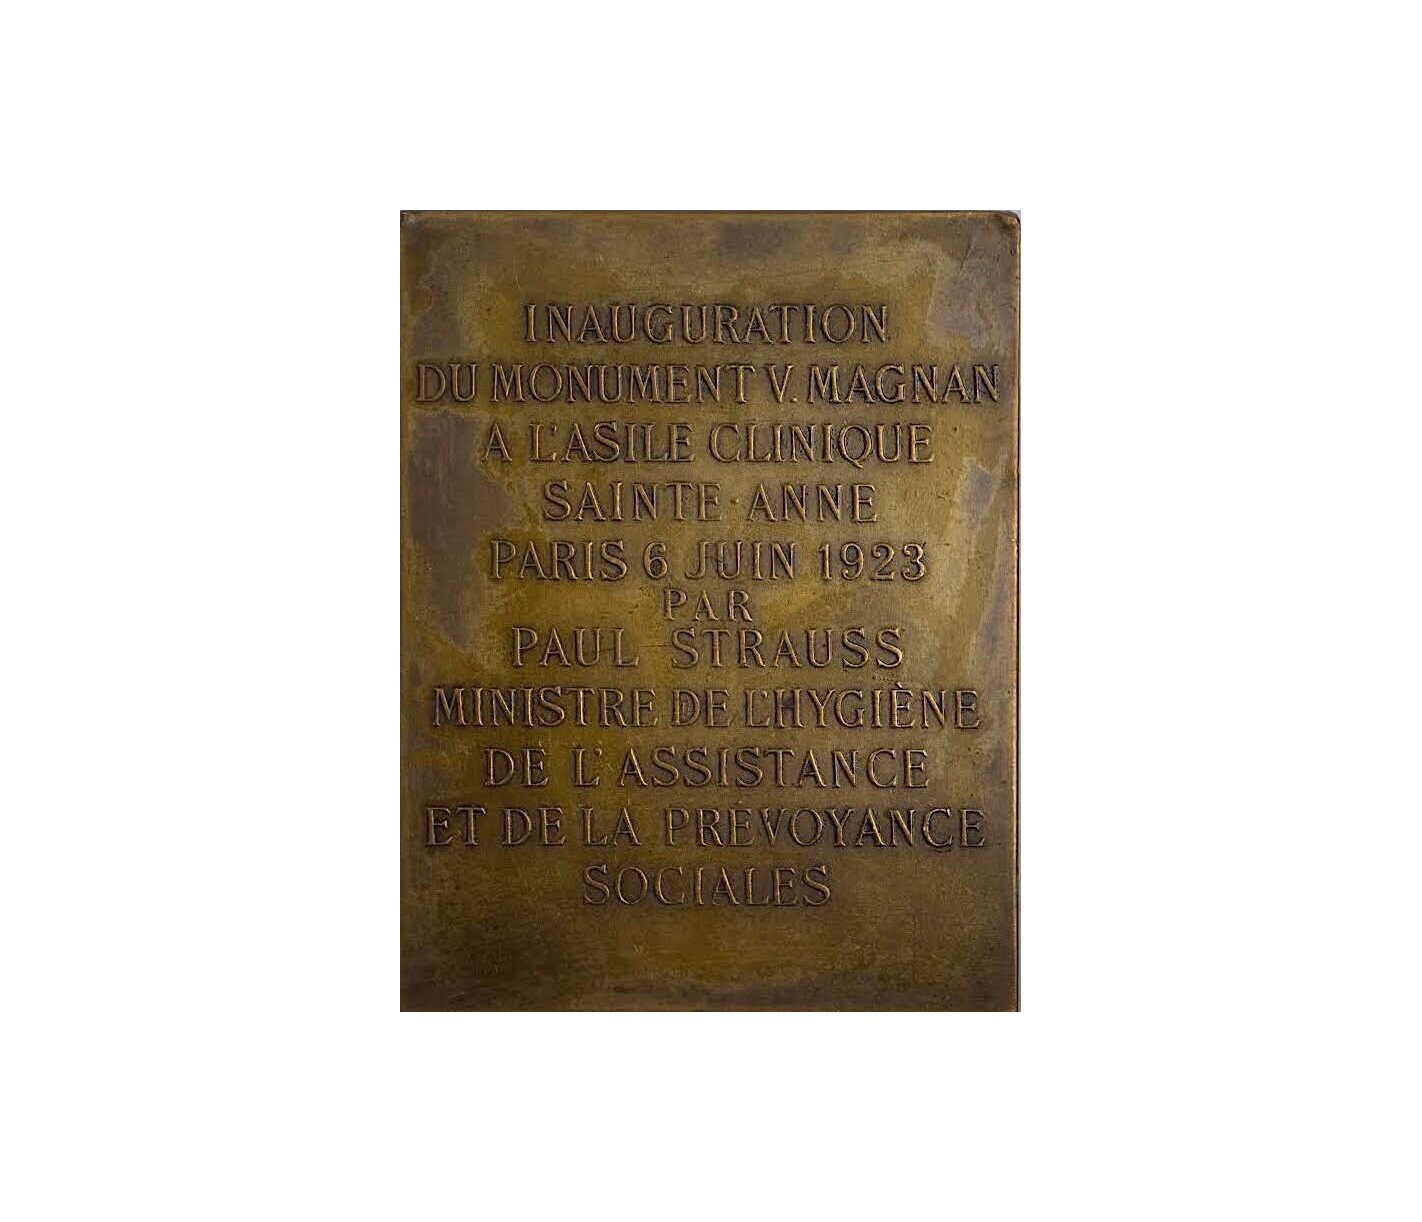 INAUGURATION
DU MONUMENT V. MAGNAN
A L'ASILE CLINIQUE
SAINTE-ANNE
PARIS 6 JUIN 1923
PAR
PAUL STRAUSS
MINISTRE DE L'HYGIÈNE
DE L'ASSISTANCE
ET DE LA PRÉVOYANCE
SOCIALES